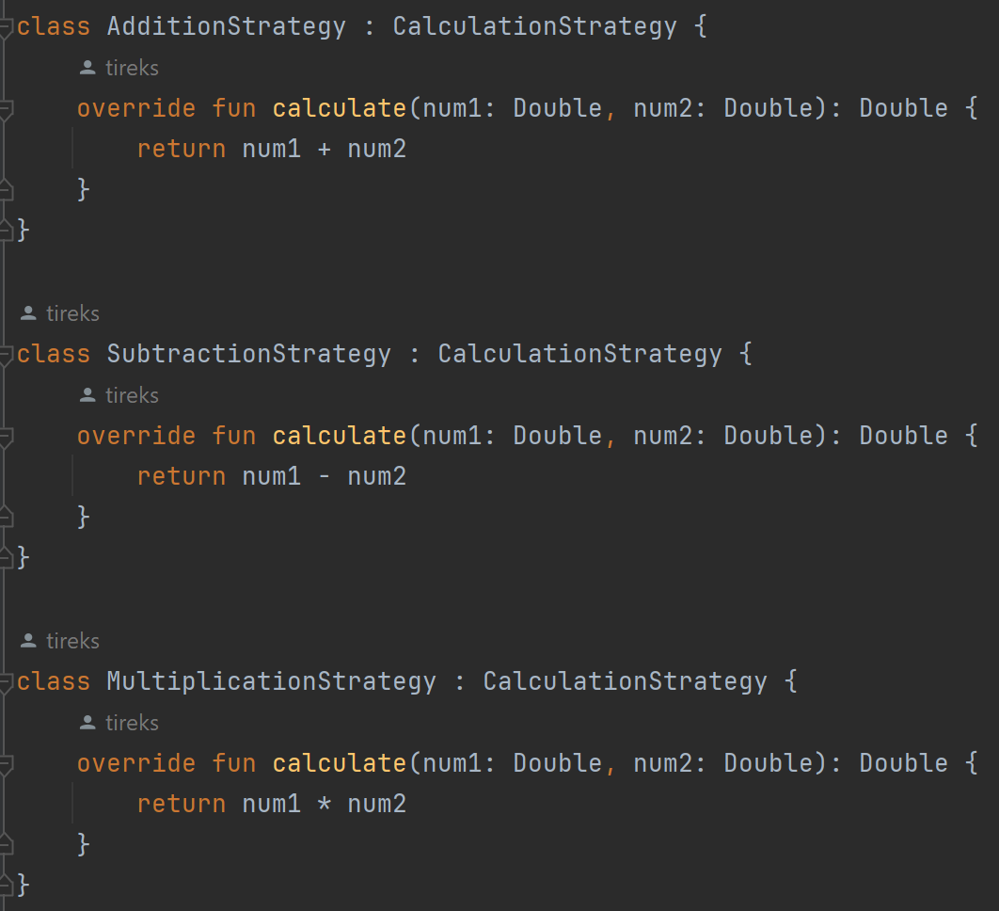 class AdditionStrategy : CalculationStrategy {
tireks
override fun calculate(num1: Double, num2: Double): Double {
return num1 + num2
}
}
tireks
class SubtractionStrategy : CalculationStrategy {
tireks
override fun calculate(num1: Double, num2: Double): Double {
return num1 - num2
}
}
tireks
class MultiplicationStrategy : CalculationStrategy {
tireks
override fun calculate(num1: Double, num2: Double): Double {
return num1 * num2
}
}